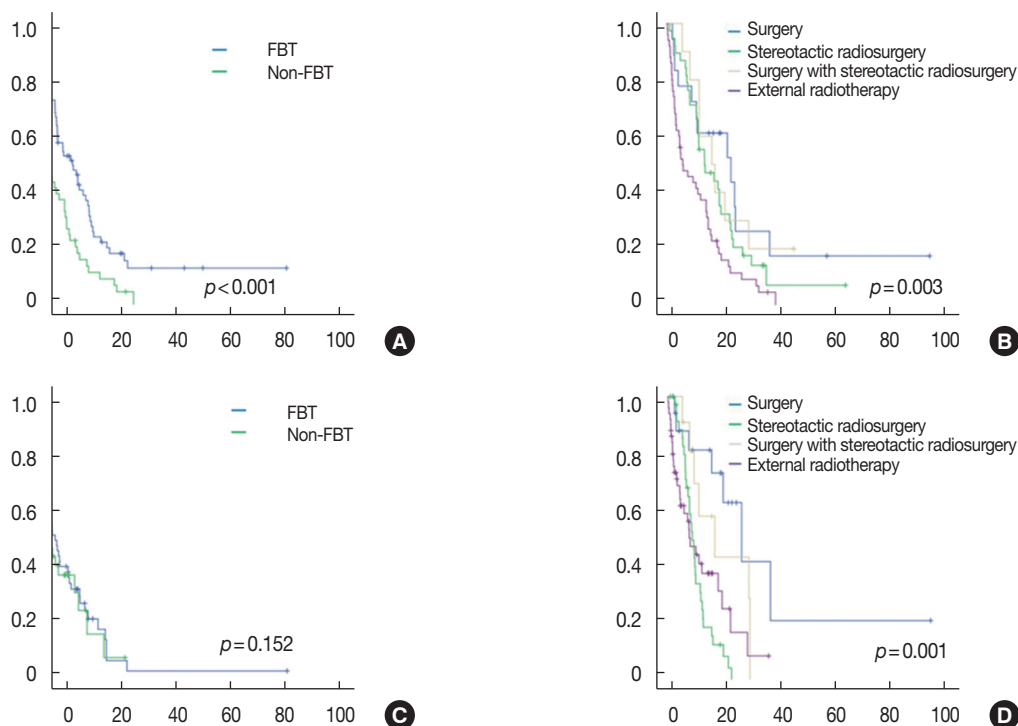 1.0
0.8
0.6
0.4
0.2
0
FBT
Non-FBT
p<0.001
0 20 40 60 80 100
A
1.0
0.8
0.6
0.4
0.2
0
Surgery
Stereotactic radiosurgery
Surgery with stereotactic radiosurgery
External radiotherapy
p=0.003
0 20 40 60 80 100
B
1.0
0.8
0.6
0.4
0.2
0
FBT
Non-FBT
p=0.152
0 20 40 60 80 100
C
1.0
0.8
0.6
0.4
0.2
0
Surgery
Stereotactic radiosurgery
Surgery with stereotactic radiosurgery
External radiotherapy
p=0.001
0 20 40 60 80 100
D